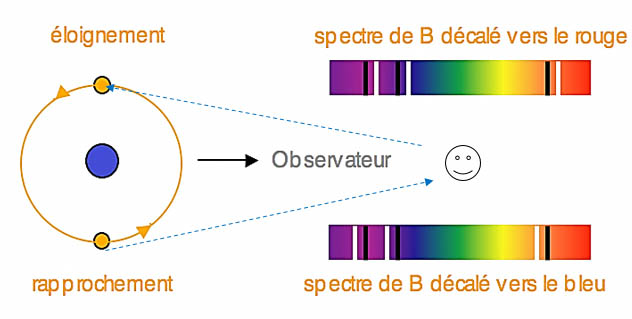 éloignement
spectre de B décalé vers le rouge
Observateur
rapprochement
spectre de B décalé vers le bleu